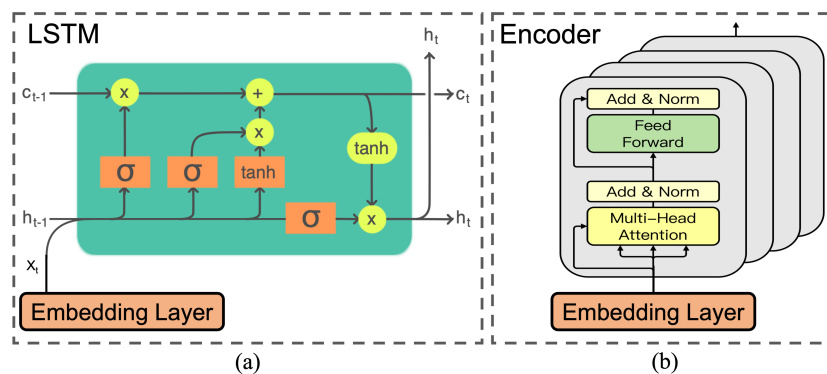 LSTM
h_t
c_t-1
x
+
c_t
x
tanh
σ
σ
tanh
h_t-1
σ
x
h_t
x_t
Embedding Layer
(a)
Encoder
Add & Norm
Feed
Forward
Add & Norm
Multi-Head
Attention
Embedding Layer
(b)